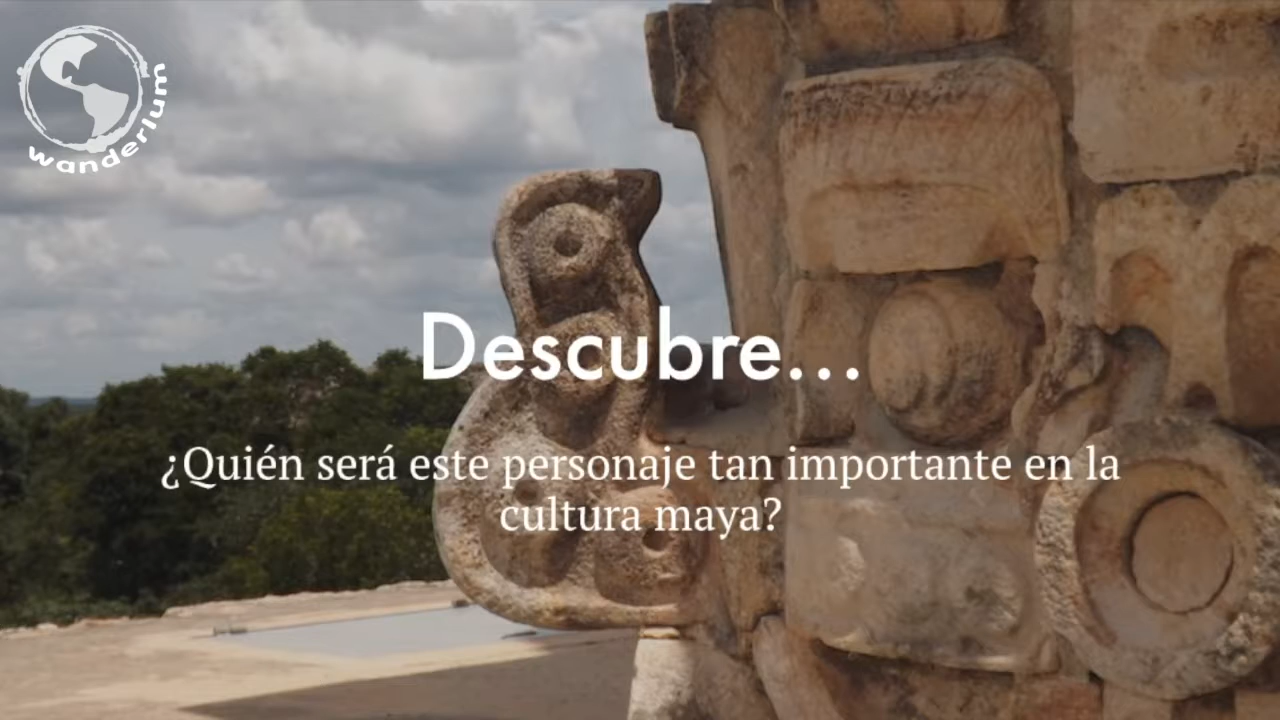 wanderlum
Descubre...
¿Quién será este personaje tan importante en la
cultura maya?